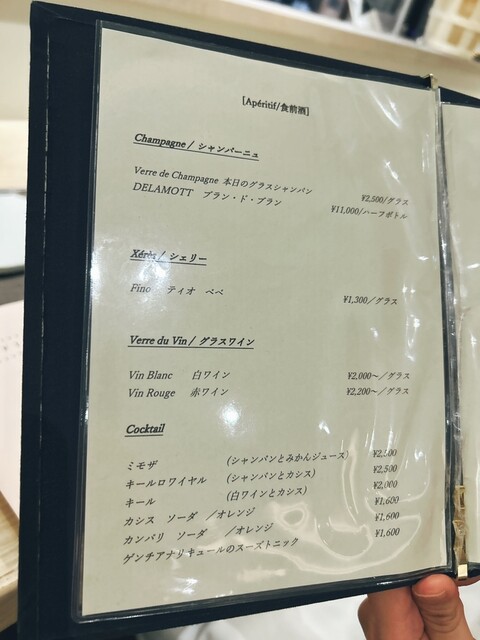 [Apéritif/食前酒]
Champagne / シャンパーニュ
Verre de Champagne 本日のグラスシャンパン ¥2,500/グラス
DELAMOTT ブラン・ド・ブラン ¥11,000/ハーフボトル
Xérès / シェリー
Fino ティオ ペペ ¥1,300/グラス
Verre du Vin / グラスワイン
Vin Blanc 白ワイン ¥2,000～/グラス
Vin Rouge 赤ワイン ¥2,200～/グラス
Cocktail
ミモザ (シャンパンとみかんジュース) ¥2,500
キールロワイヤル (シャンパンとカシス) ¥2,500
キール (白ワインとカシス) ¥2,000
カシス ソーダ /オレンジ ¥1,600
カンパリ ソーダ /オレンジ ¥1,600
ゲンチアナリキュールのスーズトニック ¥1,600